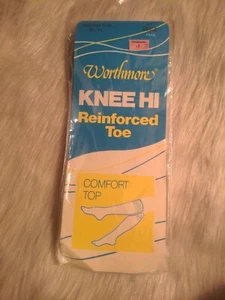 Worthmore
KNEE HI
Reinforced
Toe
COMFORT
TOP